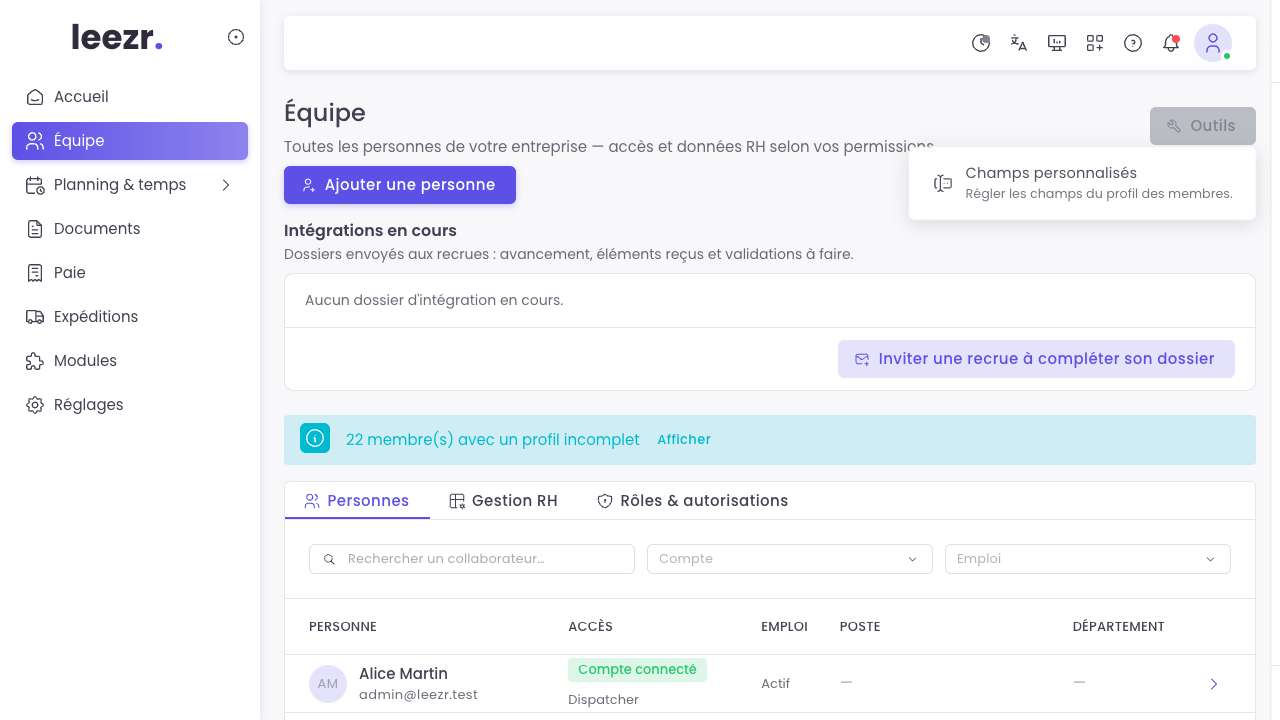 leezr.
Accueil
Équipe
Planning & temps
Documents
Paie
Expéditions
Modules
Réglages
Équipe
Toutes les personnes de votre entreprise — accès et données RH selon vos permissions.
Outils
Champs personnalisés
Régler les champs du profil des membres.
Ajouter une personne
Intégrations en cours
Dossiers envoyés aux recrues : avancement, éléments reçus et validations à faire.
Aucun dossier d'intégration en cours.
Inviter une recrue à compléter son dossier
22 membre(s) avec un profil incomplet Afficher
Personnes Gestion RH Rôles & autorisations
Rechercher un collaborateur... Compte Emploi
PERSONNE ACCÈS EMPLOI POSTE DÉPARTEMENT
AM Alice Martin Compte connecté Actif — —
admin@leezr.test Dispatcher